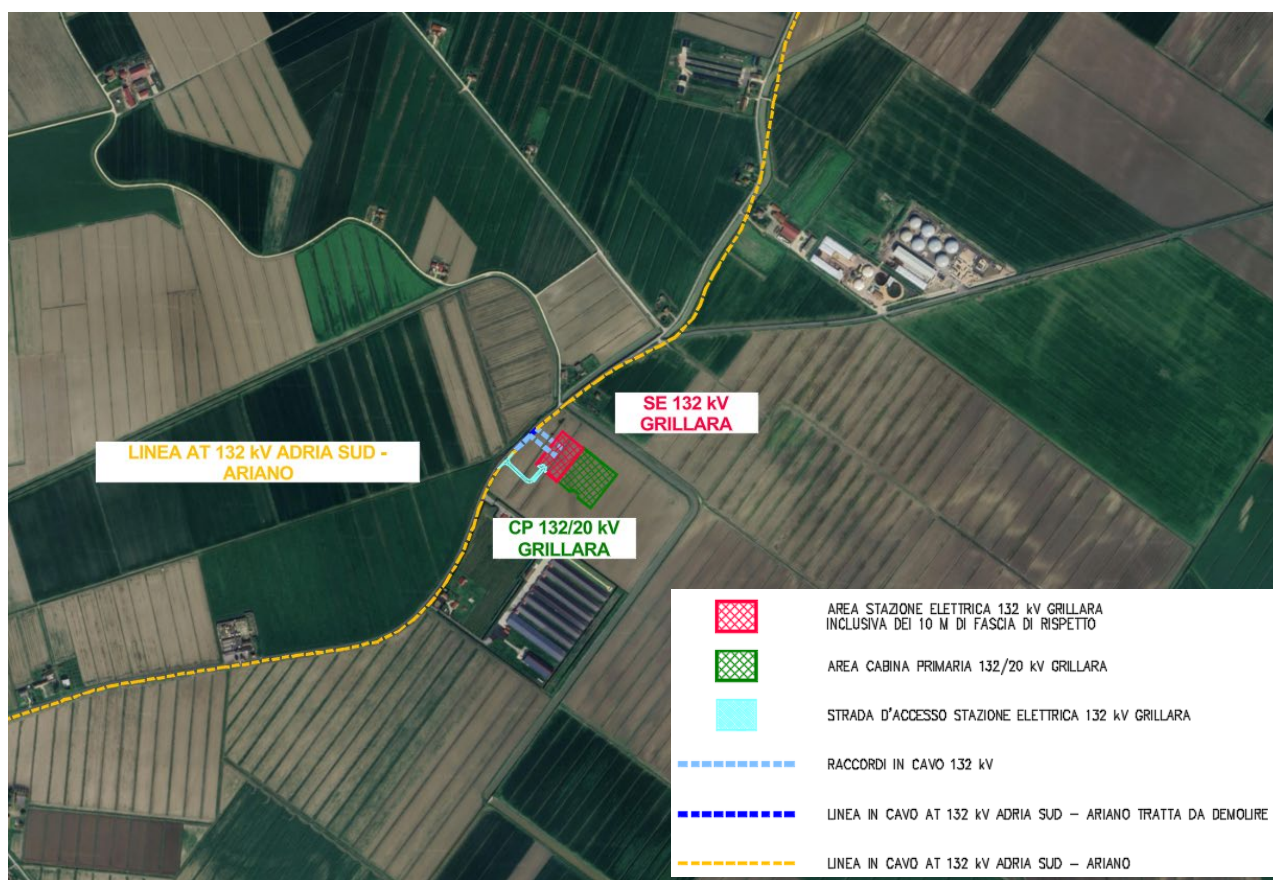 SE 132 kV
GRILLARA
LINEA AT 132 kV ADRIA SUD -
ARIANO
CP 132/20 kV
GRILLARA
AREA STAZIONE ELETTRICA 132 kV GRILLARA
INCLUSIVA DEI 10 M DI FASCIA DI RISPETTO
AREA CABINA PRIMARIA 132/20 kV GRILLARA
STRADA D'ACCESSO STAZIONE ELETTRICA 132 kV GRILLARA
RACCORDI IN CAVO 132 kV
LINEA IN CAVO AT 132 kV ADRIA SUD – ARIANO TRATTA DA DEMOLIRE
LINEA IN CAVO AT 132 kV ADRIA SUD – ARIANO